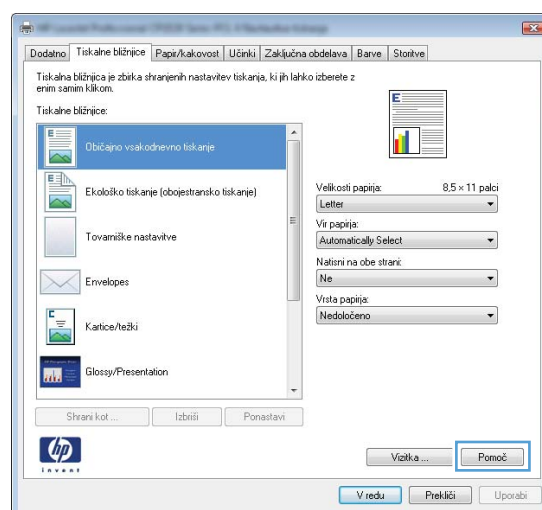 Dodatno Tiskalne bližnjice Papir/kakovost Učinki Zaključna obdelava Barve Storitve
Tiskalna bližnjica je zbirka shranjenih nastavitev tiskanja, ki jih lahko izberete z
enim samim klikom.
Tiskalne bližnjice:
Običajno vsakodnevno tiskanje
Ekološko tiskanje (obojestransko tiskanje)
Tovarniške nastavitve
Envelopes
Kartice/težki
Glossy/Presentation
Velikosti papirja: 8,5 × 11 palci
Letter
Vir papirja:
Automatically Select
Natisni na obe strani:
Ne
Vrsta papirja:
Nedoločeno
Shrani kot ... Izbriši Ponastavi
hp
invent
Vizitka ... Pomoč
V redu Prekliči Uporabi